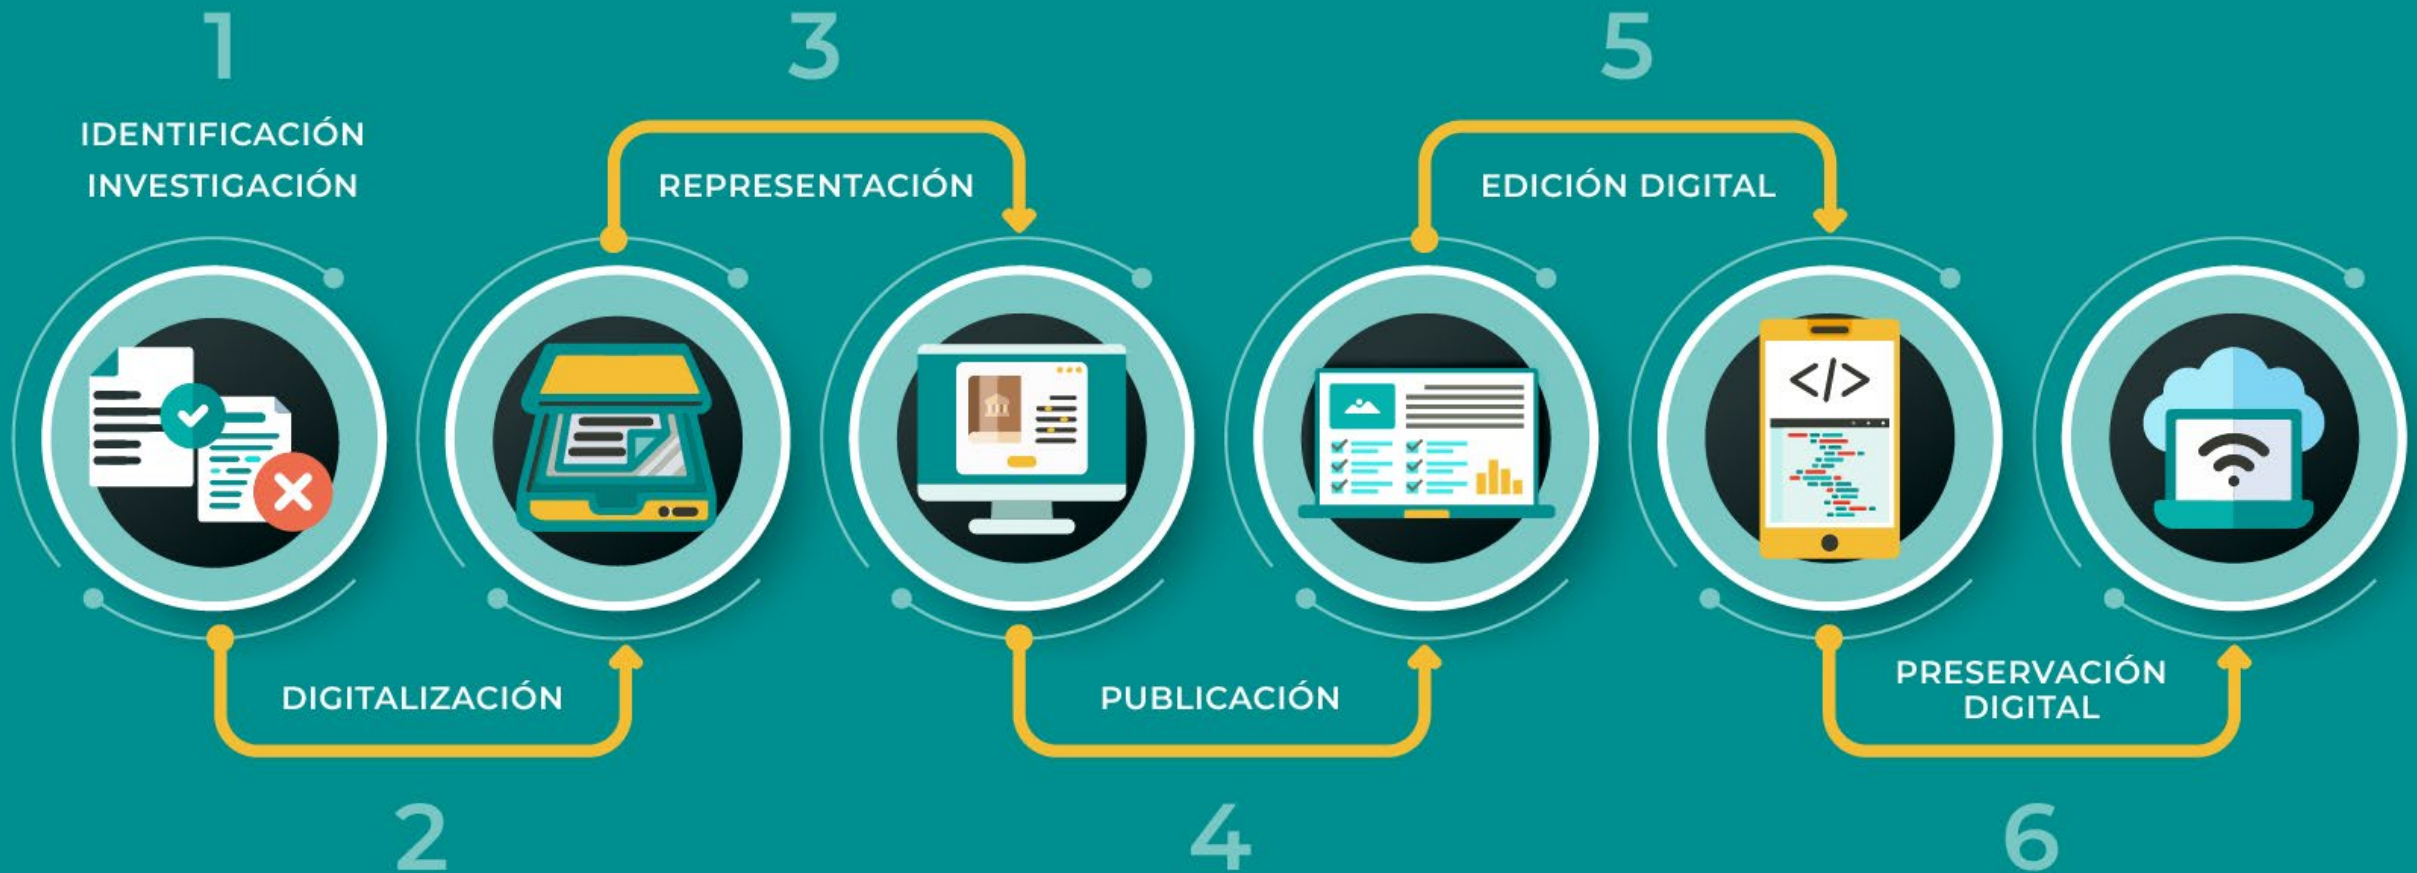 1
IDENTIFICACIÓN
INVESTIGACIÓN
2
DIGITALIZACIÓN
3
REPRESENTACIÓN
4
PUBLICACIÓN
5
EDICIÓN DIGITAL
6
PRESERVACIÓN
DIGITAL
</>